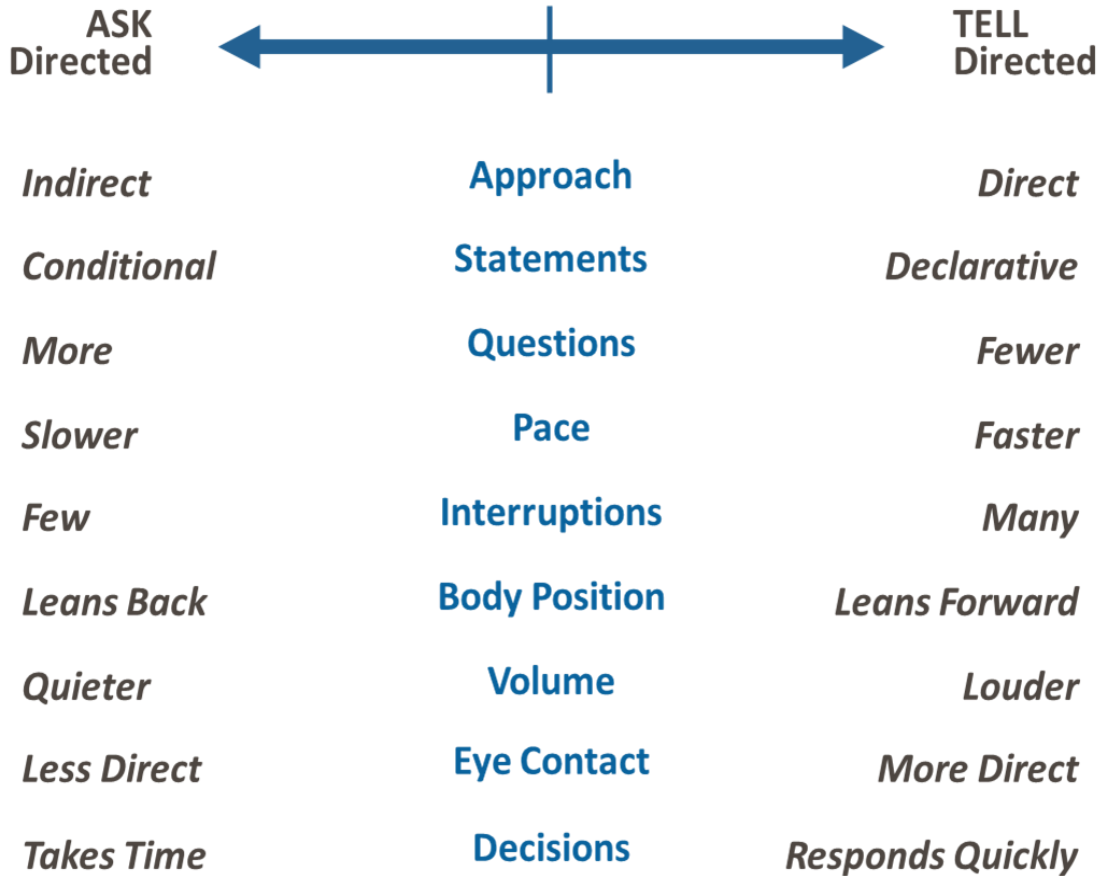 ASK
Directed
TELL
Directed
Indirect Approach Direct
Conditional Statements Declarative
More Questions Fewer
Slower Pace Faster
Few Interruptions Many
Leans Back Body Position Leans Forward
Quieter Volume Louder
Less Direct Eye Contact More Direct
Takes Time Decisions Responds Quickly